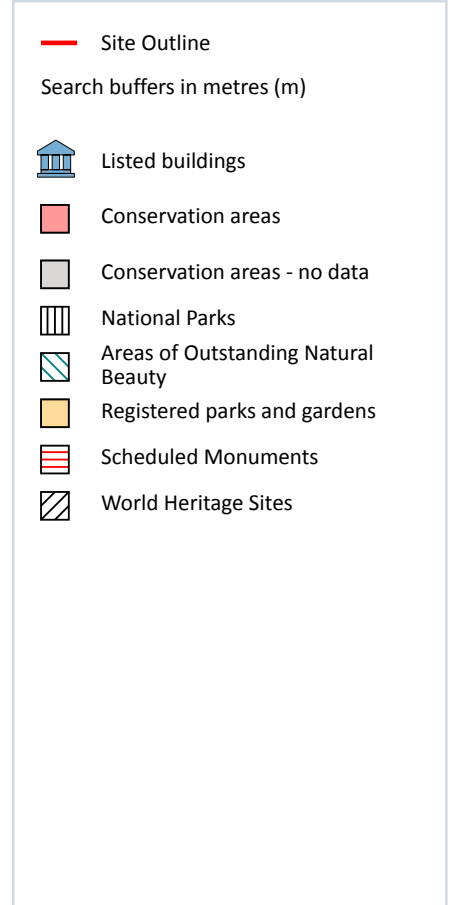 Site Outline
Search buffers in metres (m)
Listed buildings
Conservation areas
Conservation areas - no data
National Parks
Areas of Outstanding Natural
Beauty
Registered parks and gardens
Scheduled Monuments
World Heritage Sites